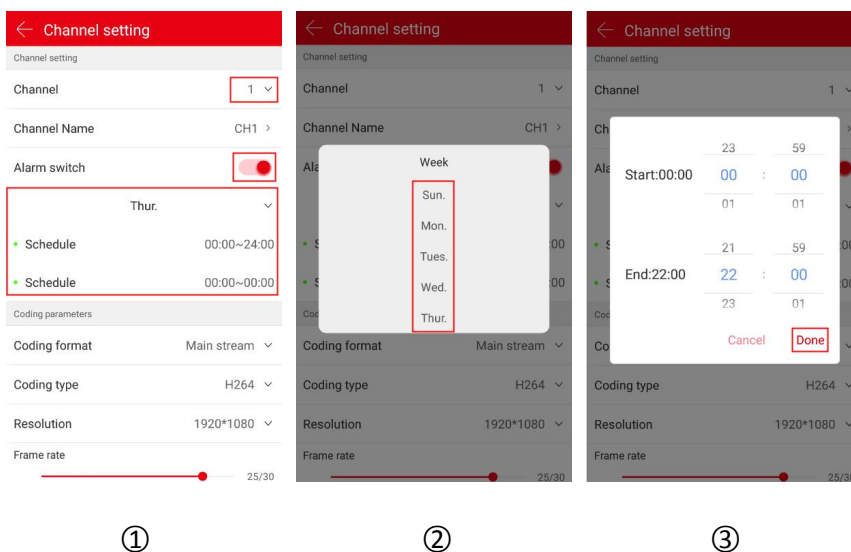 Channel setting
Channel setting
Channel 1
Channel Name CH1
Alarm switch
Thur.
Schedule 00:00~24:00
Schedule 00:00~00:00
Coding parameters
Coding format Main stream
Coding type H264
Resolution 1920*1080
Frame rate
25/30
①
Channel setting
Channel setting
Channel 1
Channel Name CH1
Week
Sun.
Mon.
Tues.
Wed.
Thur.
Coding format Main stream
Coding type H264
Resolution 1920*1080
Frame rate
25/30
②
Channel setting
Channel setting
Channel 1
23 59
Start:00:00 00 : 00
01 01
21 59
End:22:00 22 : 00
23 01
Cancel Done
Coding type H264
Resolution 1920*1080
Frame rate
③